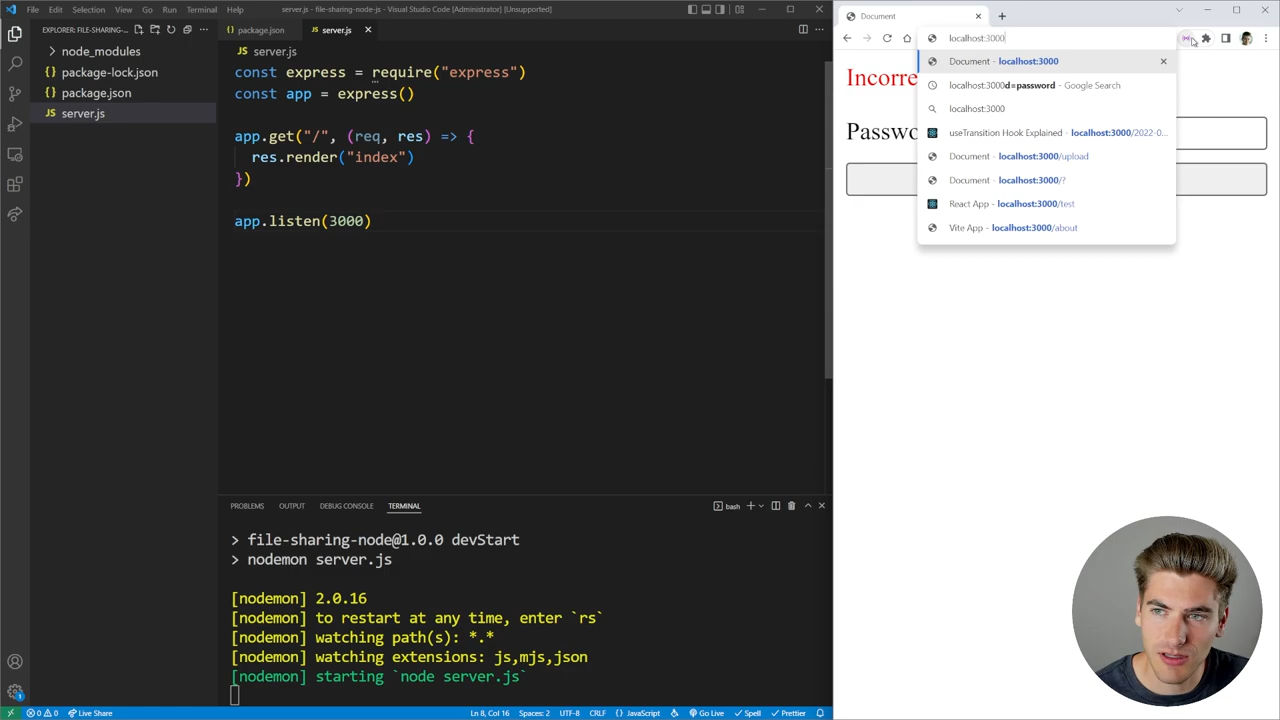 File Edit Selection View Go Run Terminal server.js - file-sharing-node-js - Visual Studio Code [Administrator] [Unsupported]
EXPLORER: FILE-SHARING-...
node_modules
package-lock.json
package.json
server.js
package.json
server.js
server.js
const express = require("express")
const app = express()
app.get("/", (req, res) => {
res.render("index")
})
app.listen(3000)
PROBLEMS OUTPUT DEBUG CONSOLE TERMINAL
bash
> file-sharing-node@1.0.0 devStart
> nodemon server.js
[nodemon] 2.0.16
[nodemon] to restart at any time, enter `rs`
[nodemon] watching path(s): *.*
[nodemon] watching extensions: js,mjs,json
[nodemon] starting `node server.js`
0 0 Live Share Ln 8, Col 16 Spaces: 2 UTF-8 CRLF {} JavaScript Go Live Spell Prettier
1
Document
localhost:3000
Document - localhost:3000
localhost:3000d=password - Google Search
localhost:3000
useTransition Hook Explained - localhost:3000/2022-0...
Document - localhost:3000/upload
Document - localhost:3000/?
React App - localhost:3000/test
Vite App - localhost:3000/about
Incorre
Passwo